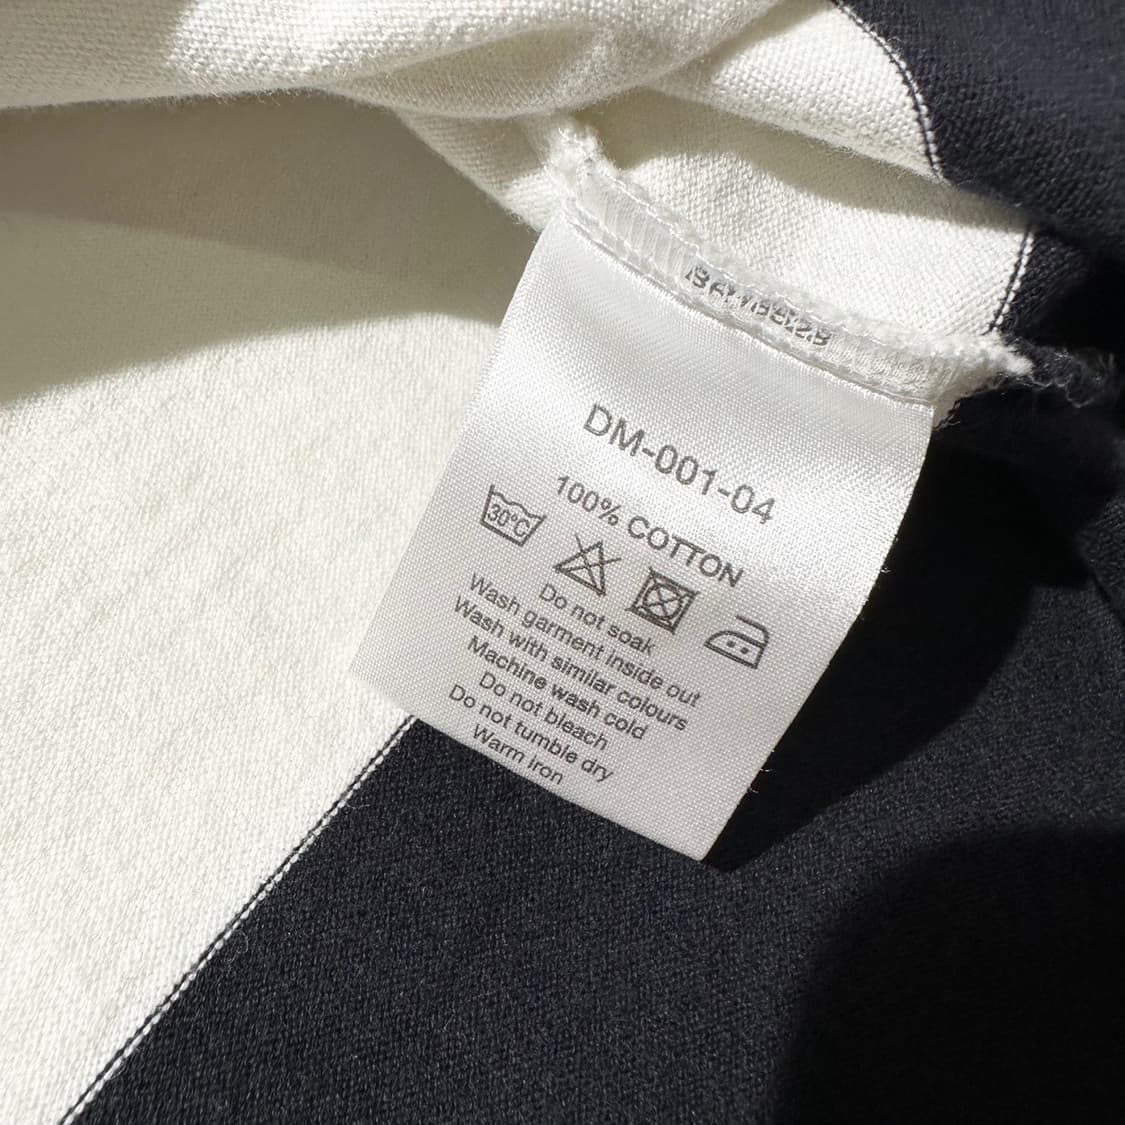 DM-001-04
100% COTTON
30°C
Do not soak
Wash garment inside out
Wash with similar colours
Machine wash cold
Do not bleach
Do not tumble dry
Warm iron